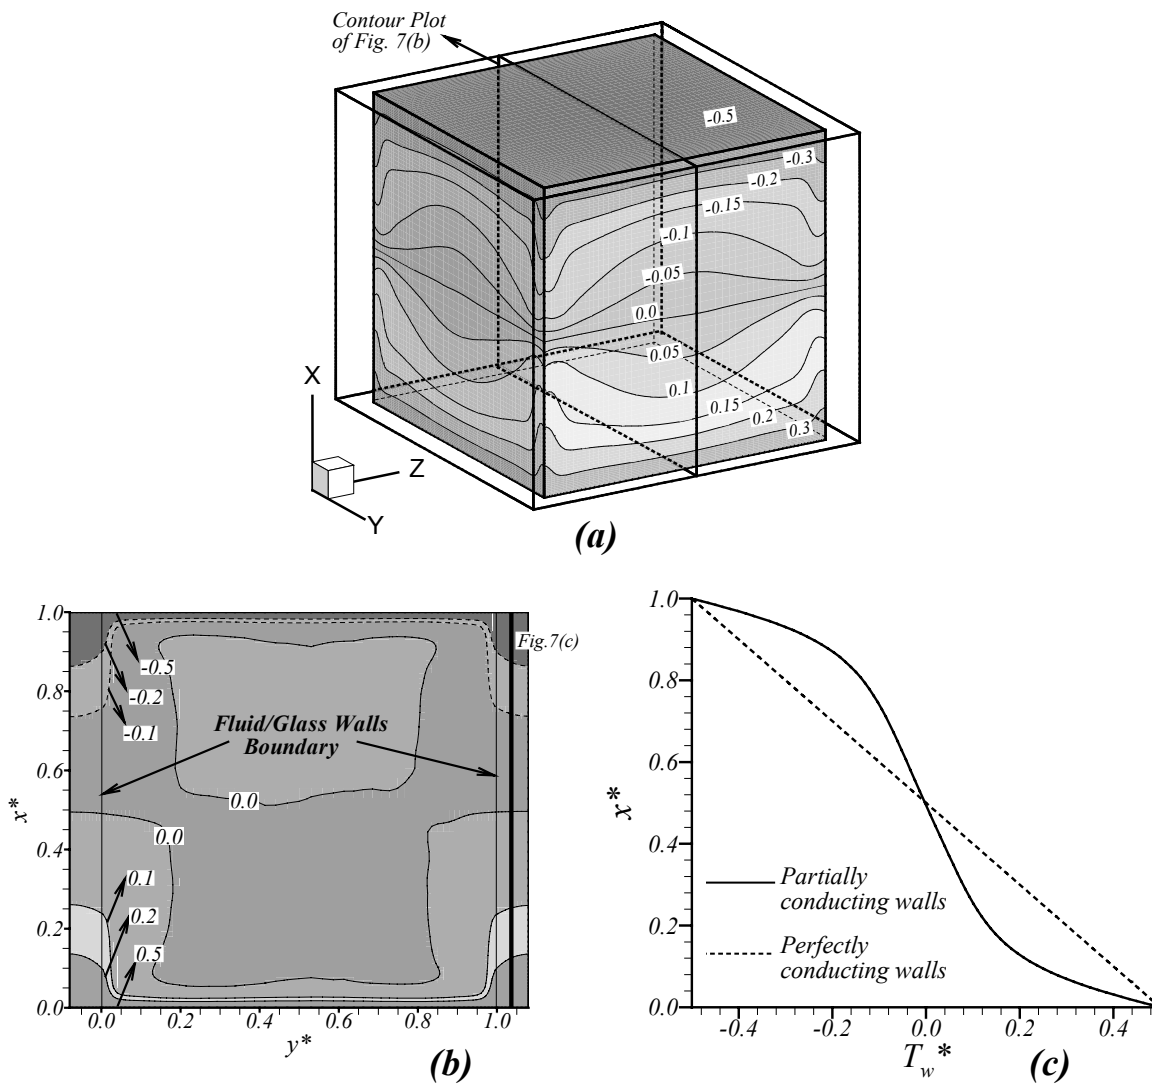 Contour Plot
of Fig. 7(b)
-0.5
-0.3
-0.2
-0.15
-0.1
-0.05
0.0
0.05
0.1
0.15
0.2
0.3
X
Z
Y
(a)
1.0
0.8
0.6
0.4
0.2
0.0
x*
-0.5
-0.2
-0.1
Fig.7(c)
Fluid/Glass Walls
Boundary
0.0
0.0
0.1
0.2
0.5
0.0
0.2
0.4
0.6
0.8
1.0
y*
(b)
1.0
0.8
0.6
0.4
0.2
0.0
x*
Partially
conducting walls
Perfectly
conducting walls
-0.4
-0.2
0.0
0.2
0.4
T_w*
(c)